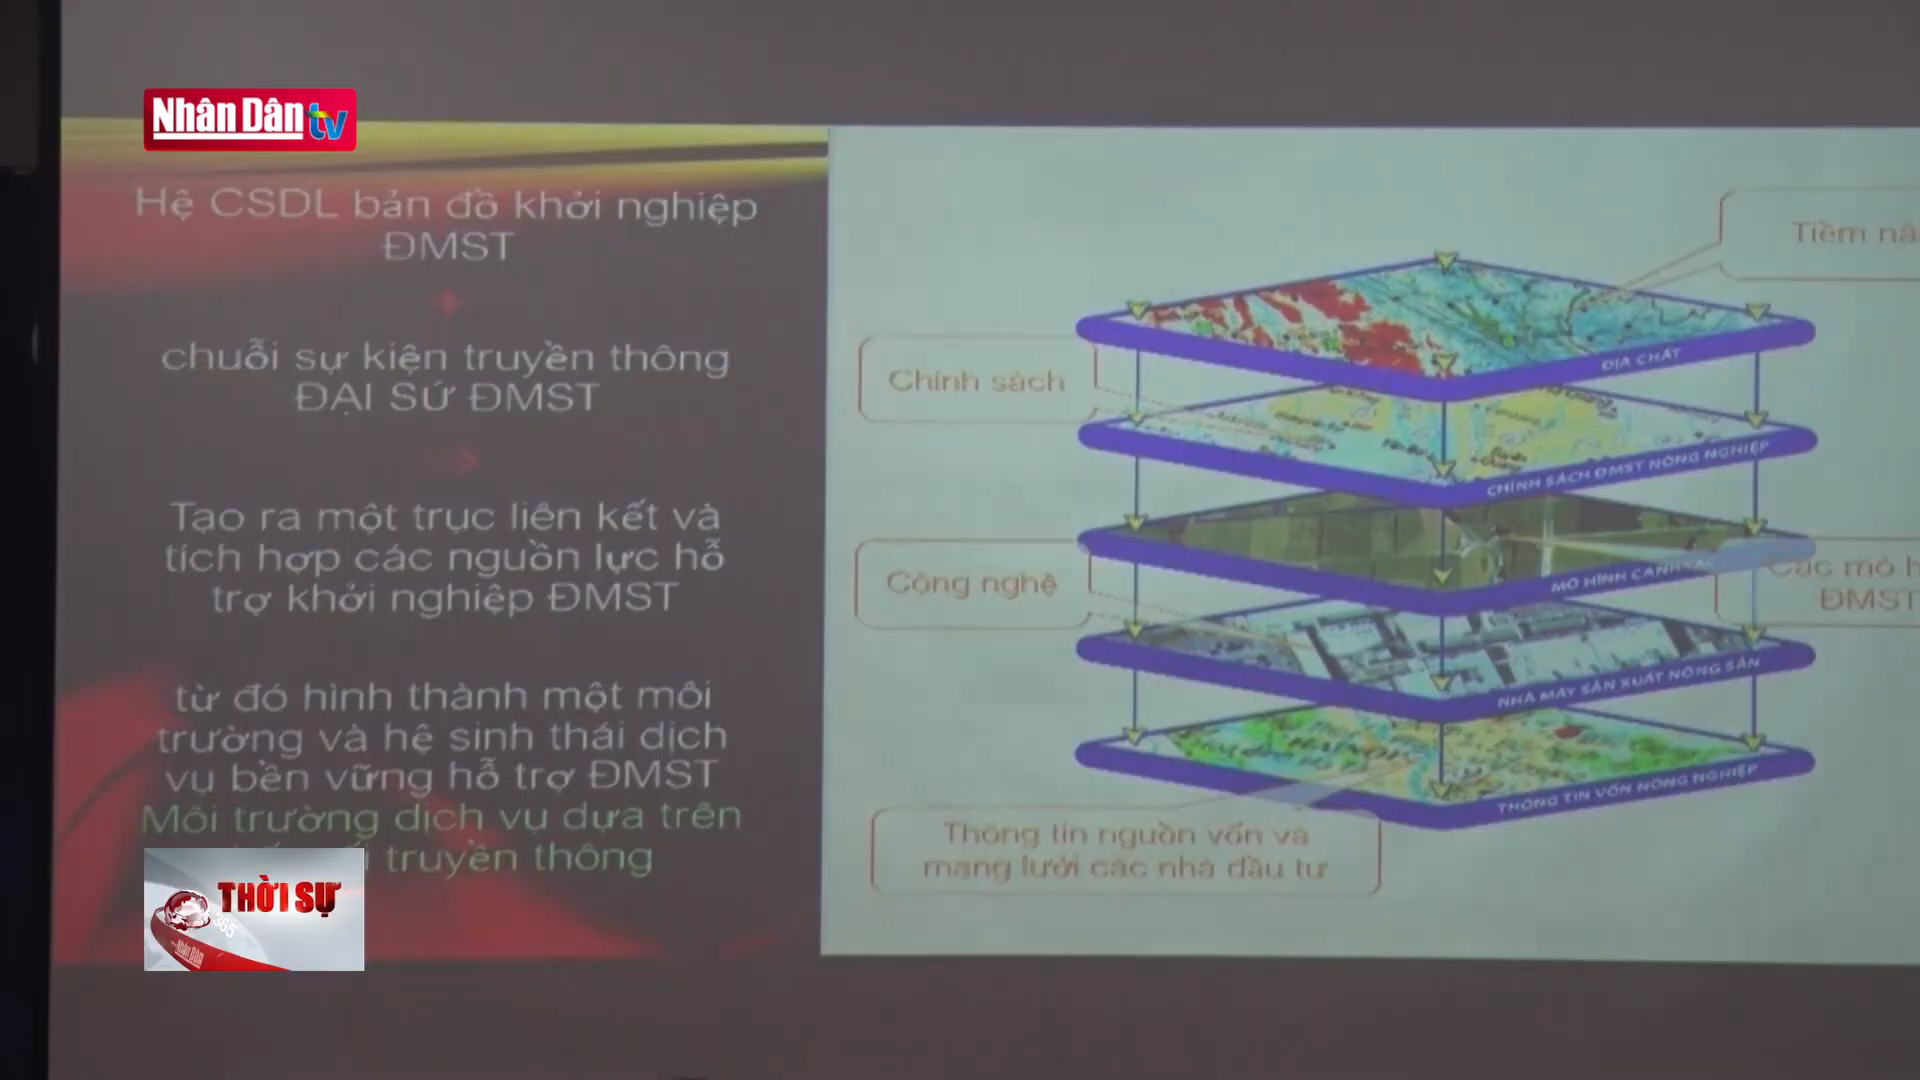 Nhân Dân tv
Hệ CSDL bản đồ khởi nghiệp
ĐMST
+
chuỗi sự kiện truyền thông
ĐẠI SỨ ĐMST
=>
Tạo ra một trục liên kết và
tích hợp các nguồn lực hỗ
trợ khởi nghiệp ĐMST
từ đó hình thành một môi
trường và hệ sinh thái dịch
vụ bền vững hỗ trợ ĐMST
Môi trường dịch vụ dựa trên
truyền thông
THỜI SỰ
365
Nhân Dân
Tiềm
ĐỊA CHẤT
Chính sách
CHÍNH SÁCH ĐMST NÔNG NGHIỆP
MÔ HÌNH CANH
Công nghệ
Các mô
ĐMST
NHÀ MÁY SẢN XUẤT NÔNG SẢN
THÔNG TIN VỐN NÔNG NGHIỆP
Thông tin nguồn vốn và
mạng lưới các nhà đầu tư